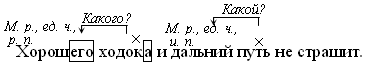 Какого? Какой?
М. р., ед. ч., М. р., ед. ч.,
р. п. × и. п. ×
Хорошего ходока и дальний путь не страшит.